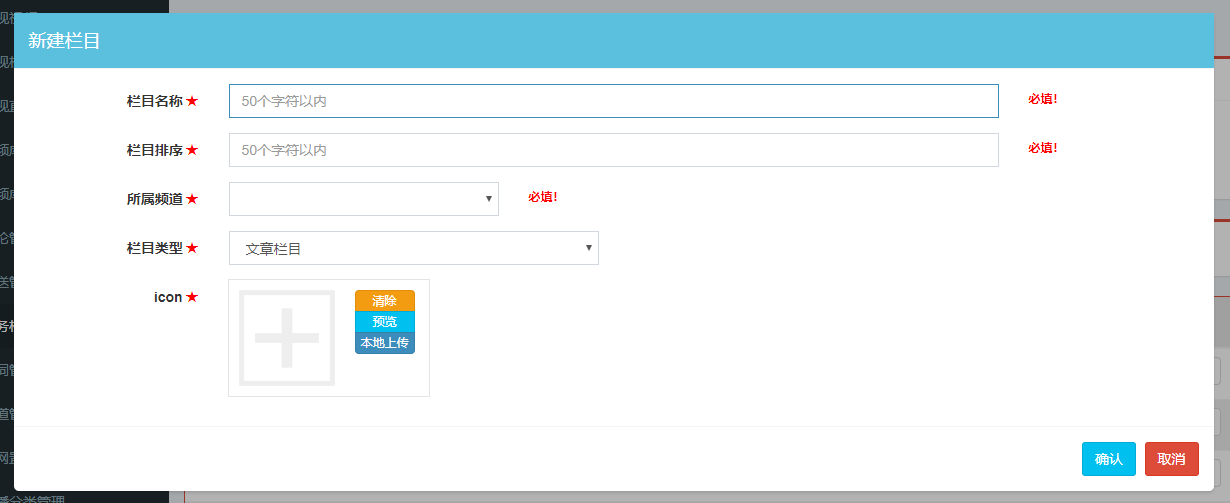 新建栏目
栏目名称 ★ 50个字符以内 必填!
栏目排序 ★ 50个字符以内 必填!
所属频道 ★ 必填!
栏目类型 ★ 文章栏目
icon ★
清除
预览
本地上传
确认 取消